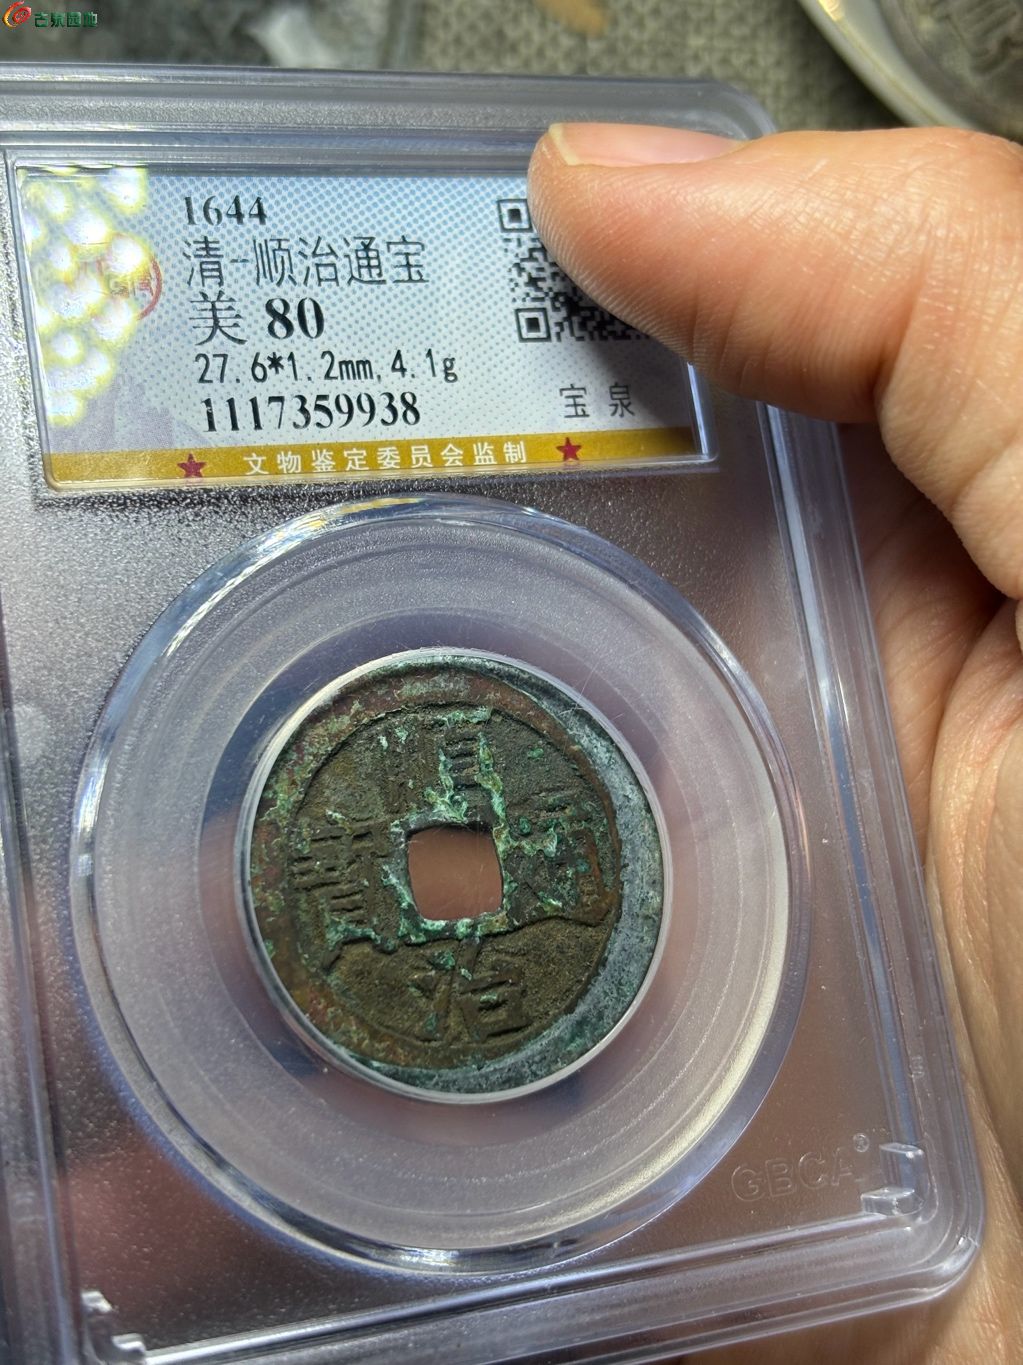 古泉园地
1644
清-顺治通宝
美 80
27.6*1.2mm,4.1g
1117359938
宝泉
文物鉴定委员会监制
順治通寳
GBCA®